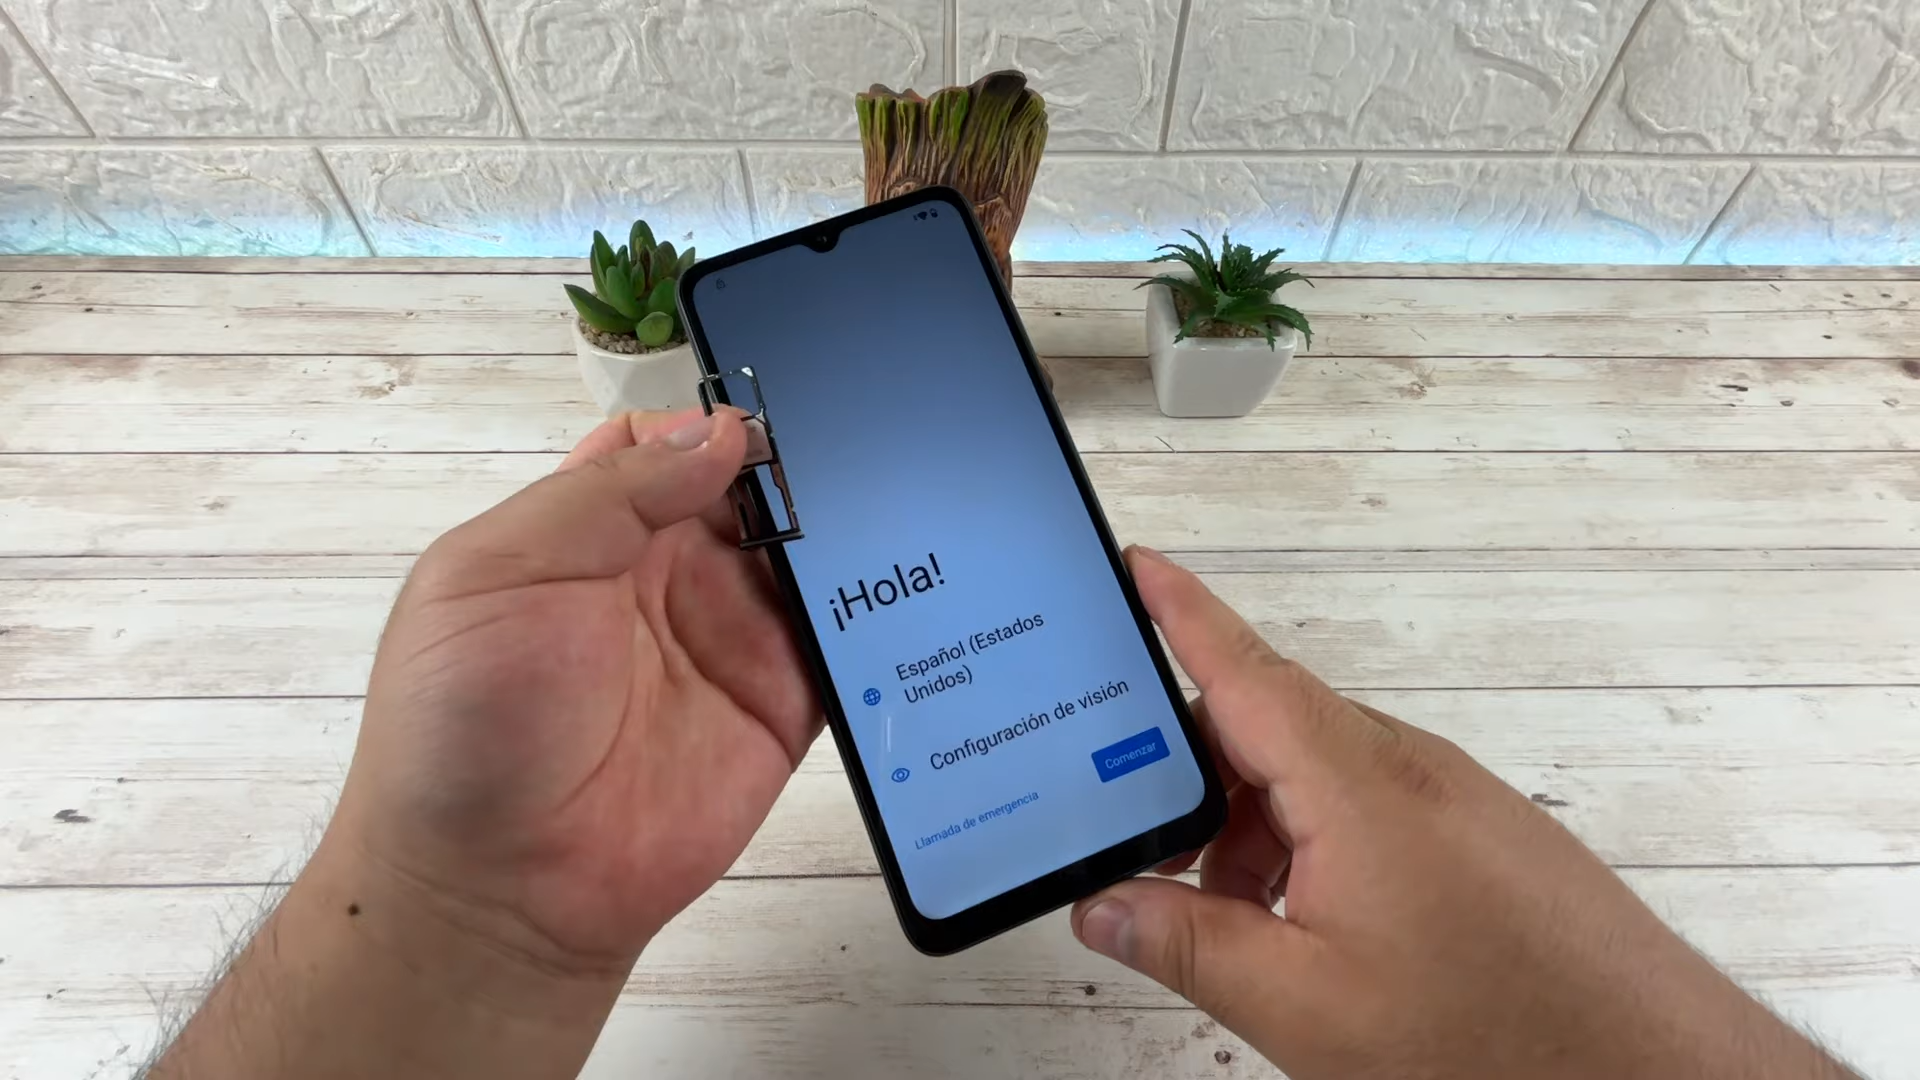 ¡Hola!
Español (Estados
Unidos)
Configuración de visión
Comenzar
Llamada de emergencia